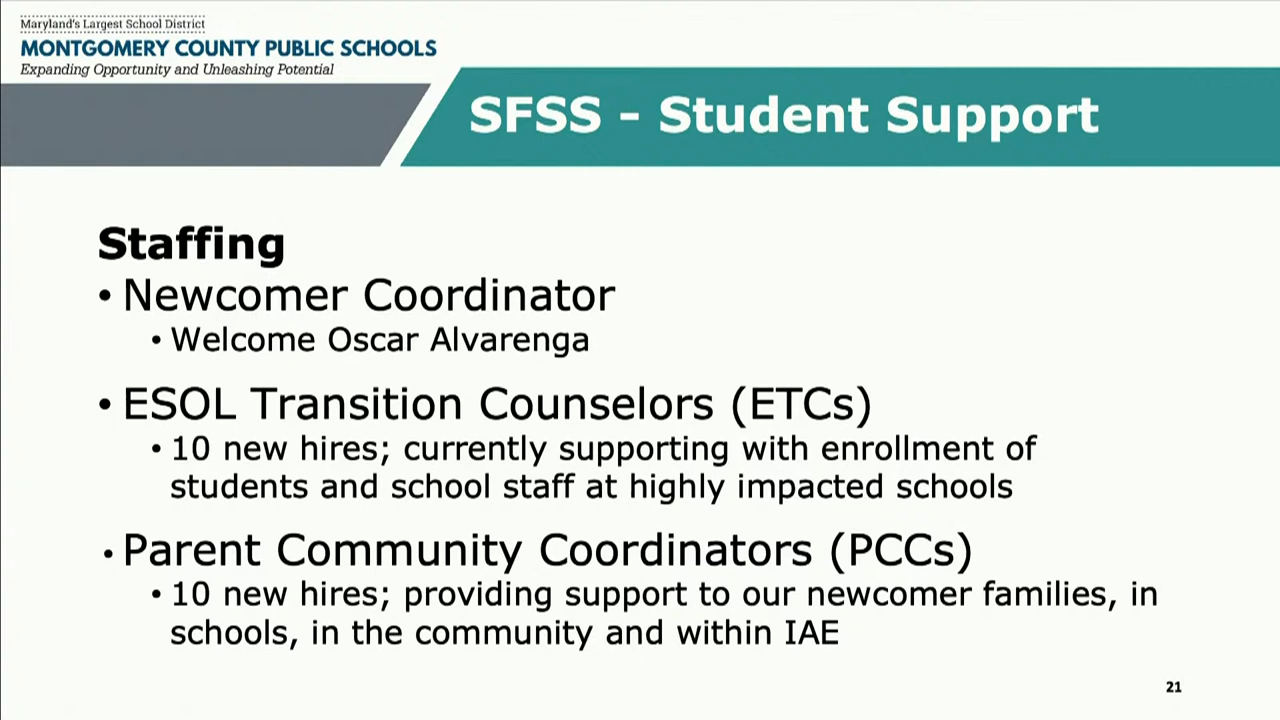 Maryland's Largest School District
MONTGOMERY COUNTY PUBLIC SCHOOLS
Expanding Opportunity and Unleashing Potential
SFSS - Student Support
Staffing
• Newcomer Coordinator
• Welcome Oscar Alvarenga
• ESOL Transition Counselors (ETCs)
• 10 new hires; currently supporting with enrollment of
students and school staff at highly impacted schools
• Parent Community Coordinators (PCCs)
• 10 new hires; providing support to our newcomer families, in
schools, in the community and within IAE
21